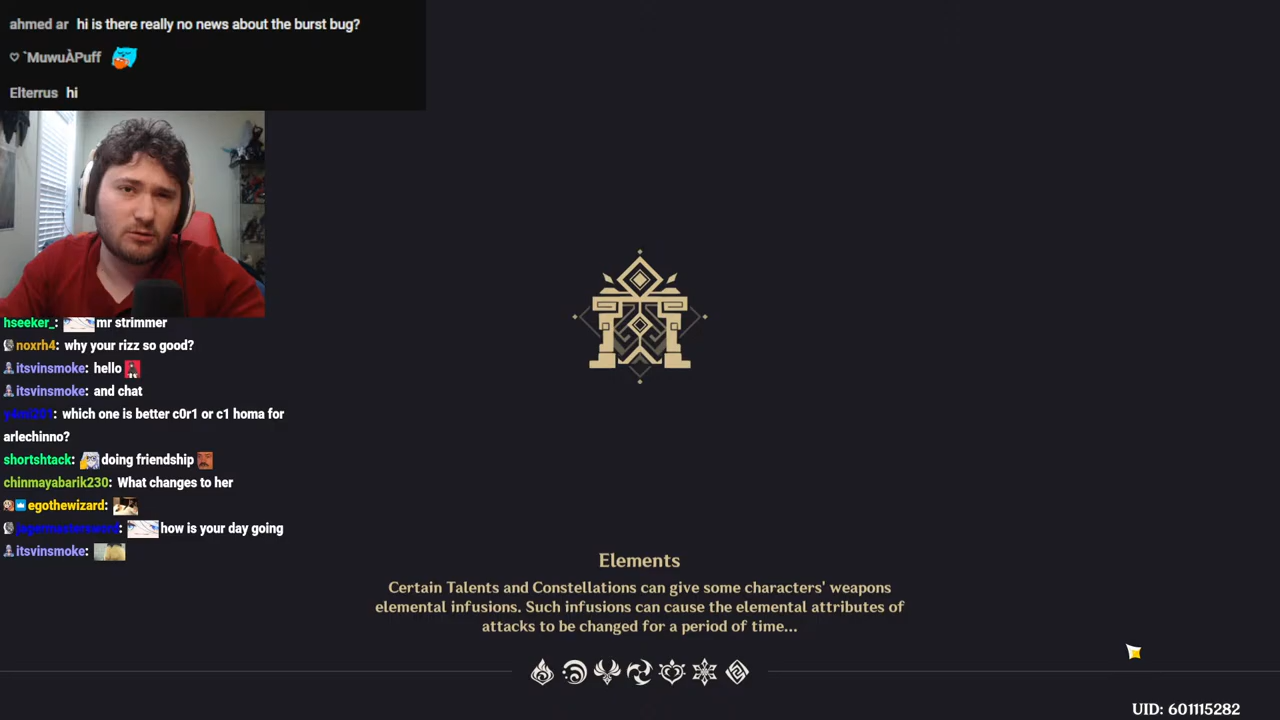 ahmed ar hi is there really no news about the burst bug?
♡ ˜MuwuÀPuff
Elterrus hi
hseeker_: mr strimmer
noxrh4: why your rizz so good?
itsvinsmoke: hello
itsvinsmoke: and chat
which one is better c0r1 or c1 homa for
arlechinno?
shortshtack: doing friendship
chinmayabarik230: What changes to her
egothewizard:
how is your day going
itsvinsmoke:
Elements
Certain Talents and Constellations can give some characters' weapons
elemental infusions. Such infusions can cause the elemental attributes of
attacks to be changed for a period of time...
UID: 601115282